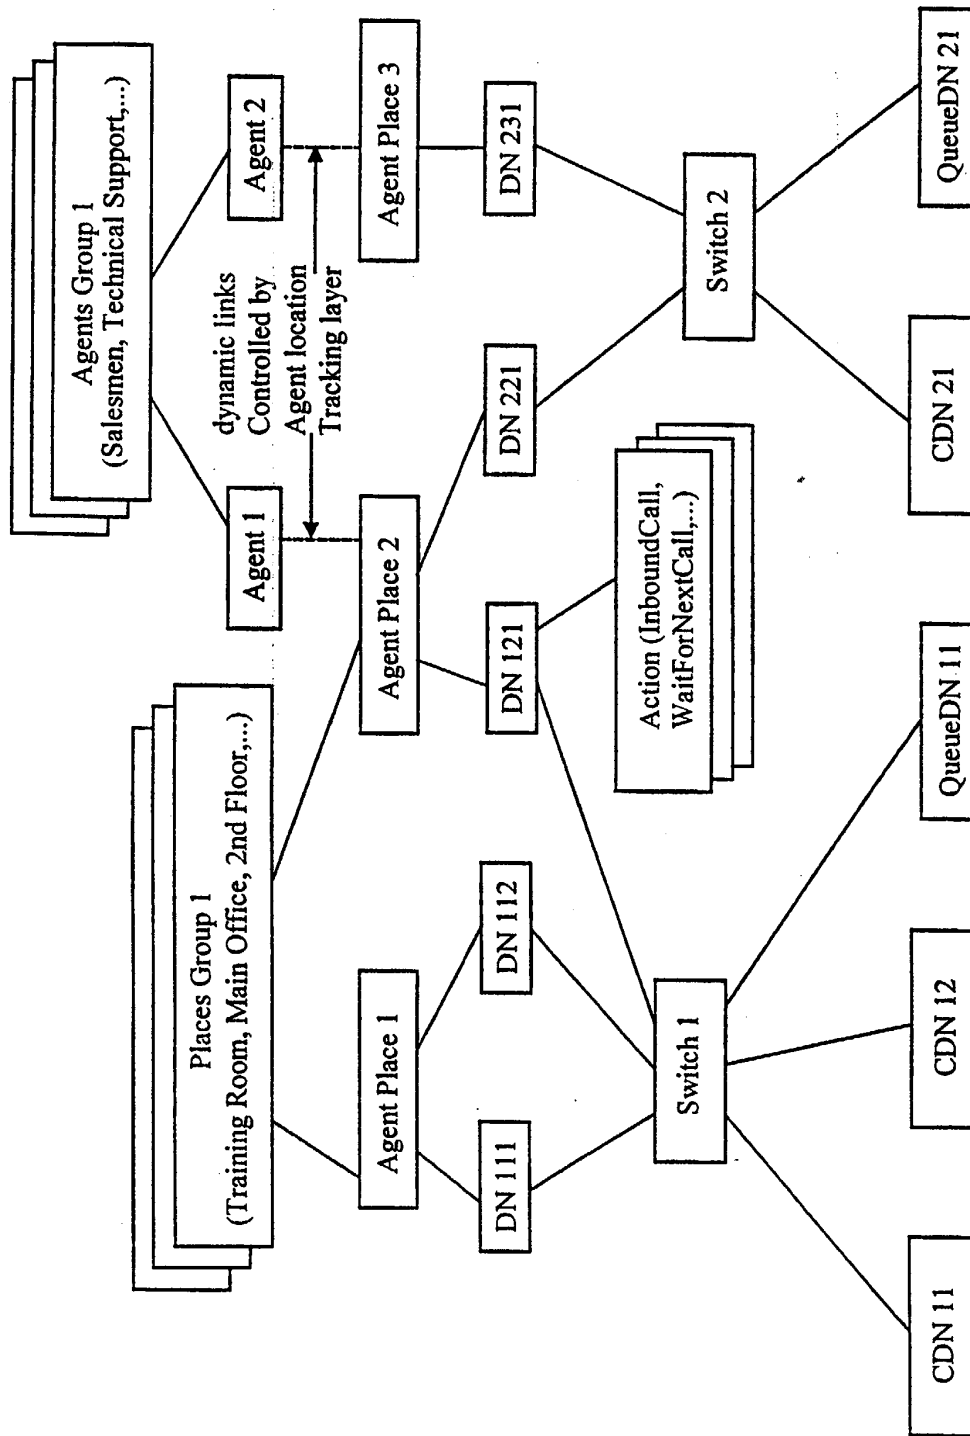 Agents Group 1
(Salesmen, Technical Support,...)
Places Group 1
(Training Room, Main Office, 2nd Floor,...)
Agent 1
Agent 2
dynamic links
Controlled by
Agent location
Tracking layer
Agent Place 1
Agent Place 2
Agent Place 3
DN 111
DN 112
DN 121
DN 221
DN 231
Action (InboundCall,
WaitForNextCall,...)
Switch 1
Switch 2
CDN 11
CDN 12
QueueDN 11
CDN 21
QueueDN 21